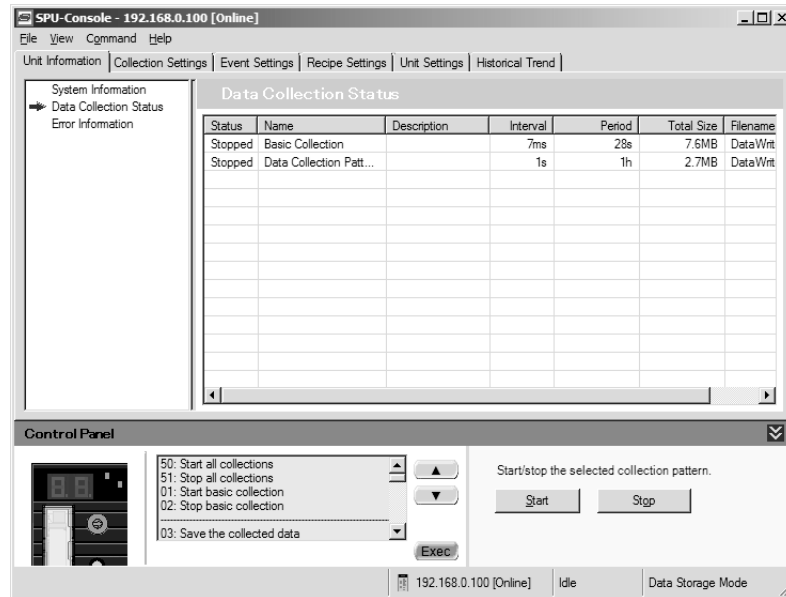 SPU-Console - 192.168.0.100 [Online]
File View Command Help
Unit Information Collection Settings Event Settings Recipe Settings Unit Settings Historical Trend
System Information
Data Collection Status
Error Information
Data Collection Status
Status Name Description Interval Period Total Size Filename
Stopped Basic Collection 7ms 28s 7.6MB DataWrit
Stopped Data Collection Patt... 1s 1h 2.7MB DataWrit
Control Panel
50: Start all collections
51: Stop all collections
01: Start basic collection
02: Stop basic collection
03: Save the collected data
Exec
Start/stop the selected collection pattern.
Start Stop
192.168.0.100 [Online] Idle Data Storage Mode